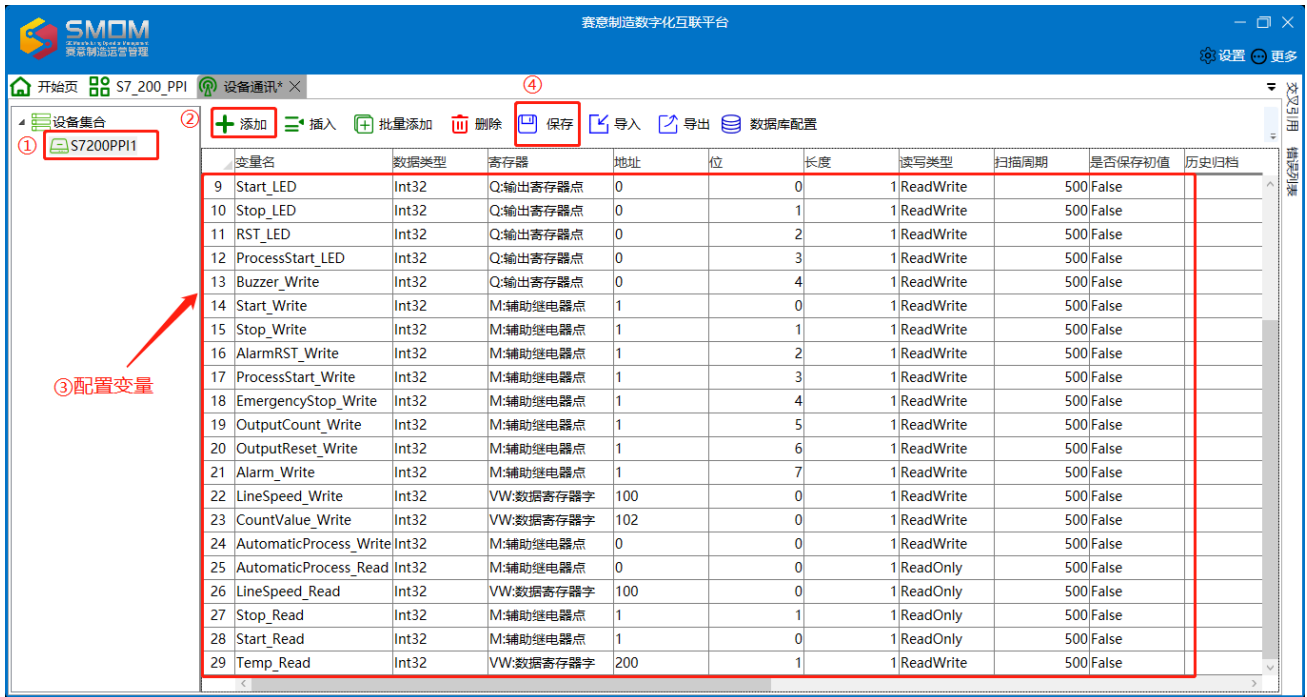 赛意制造数字化互联平台
SMOM
赛意制造运营管理
设置 更多
开始页 S7_200_PPI 设备通讯*
④
设备集合
① S7200PPI1
② 添加 插入 批量添加 删除 保存 导入 导出 数据库配置
变量名 数据类型 寄存器 地址 位 长度 读写类型 扫描周期 是否保存初值 历史归档
9 Start_LED Int32 Q:输出寄存器点 0 0 1 ReadWrite 500 False
10 Stop_LED Int32 Q:输出寄存器点 0 1 1 ReadWrite 500 False
11 RST_LED Int32 Q:输出寄存器点 0 2 1 ReadWrite 500 False
12 ProcessStart_LED Int32 Q:输出寄存器点 0 3 1 ReadWrite 500 False
13 Buzzer_Write Int32 Q:输出寄存器点 0 4 1 ReadWrite 500 False
14 Start_Write Int32 M:辅助继电器点 1 0 1 ReadWrite 500 False
15 Stop_Write Int32 M:辅助继电器点 1 1 1 ReadWrite 500 False
16 AlarmRST_Write Int32 M:辅助继电器点 1 2 1 ReadWrite 500 False
17 ProcessStart_Write Int32 M:辅助继电器点 1 3 1 ReadWrite 500 False
18 EmergencyStop_Write Int32 M:辅助继电器点 1 4 1 ReadWrite 500 False
19 OutputCount_Write Int32 M:辅助继电器点 1 5 1 ReadWrite 500 False
20 OutputReset_Write Int32 M:辅助继电器点 1 6 1 ReadWrite 500 False
21 Alarm_Write Int32 M:辅助继电器点 1 7 1 ReadWrite 500 False
22 LineSpeed_Write Int32 VW:数据寄存器字 100 0 1 ReadWrite 500 False
23 CountValue_Write Int32 VW:数据寄存器字 102 0 1 ReadWrite 500 False
24 AutomaticProcess_Write Int32 M:辅助继电器点 0 0 1 ReadWrite 500 False
25 AutomaticProcess_Read Int32 M:辅助继电器点 0 0 1 ReadOnly 500 False
26 LineSpeed_Read Int32 VW:数据寄存器字 100 0 1 ReadOnly 500 False
27 Stop_Read Int32 M:辅助继电器点 1 1 1 ReadOnly 500 False
28 Start_Read Int32 M:辅助继电器点 1 0 1 ReadOnly 500 False
29 Temp_Read Int32 VW:数据寄存器字 200 1 1 ReadWrite 500 False
③配置变量
交叉引用
错误列表